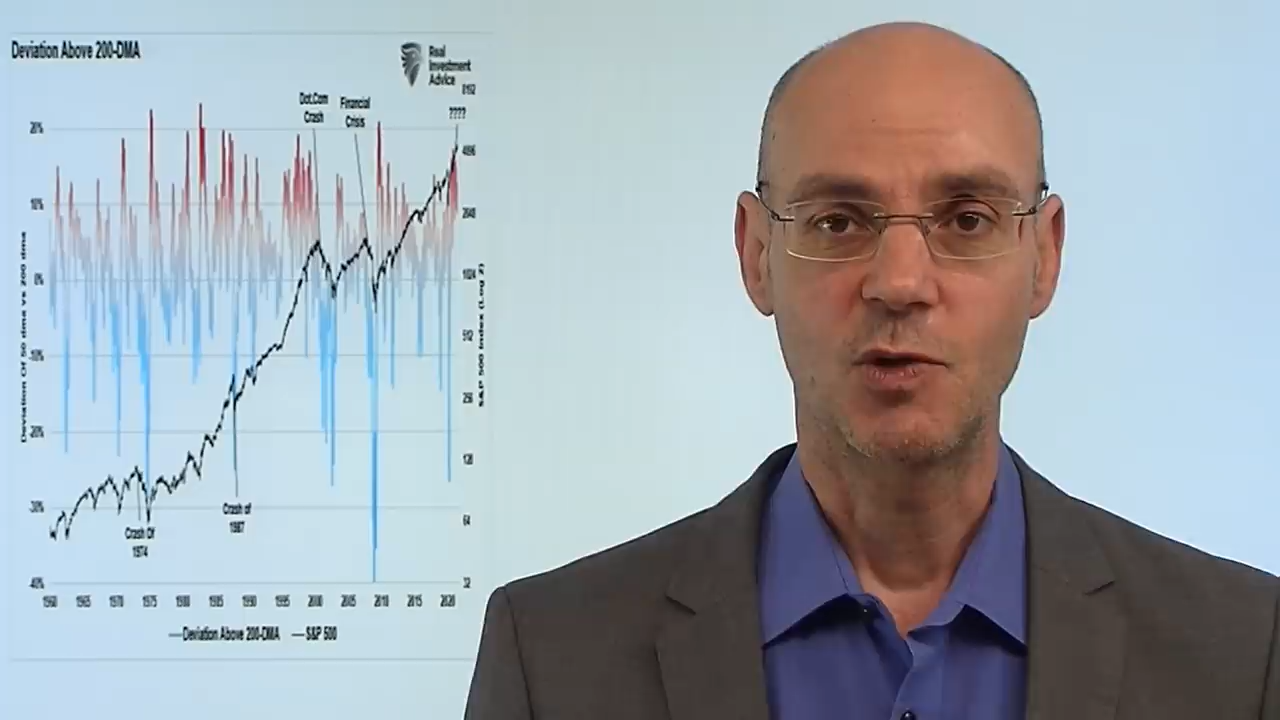 Deviation Above 200-DMA
Real
Investment
Advice
Dot.Com
Crash
Financial
Crisis
????
8192
20%
4096
10%
2048
0%
1024
-10%
512
256
-20%
128
-30%
64
-40%
32
Deviation Of 50 dma vs 200 dma
S&P 500 Index (Log 2)
Crash of
1987
Crash Of
1974
1960 1965 1970 1975 1980 1985 1990 1995 2000 2005 2010 2015 2020
Deviation Above 200-DMA S&P 500